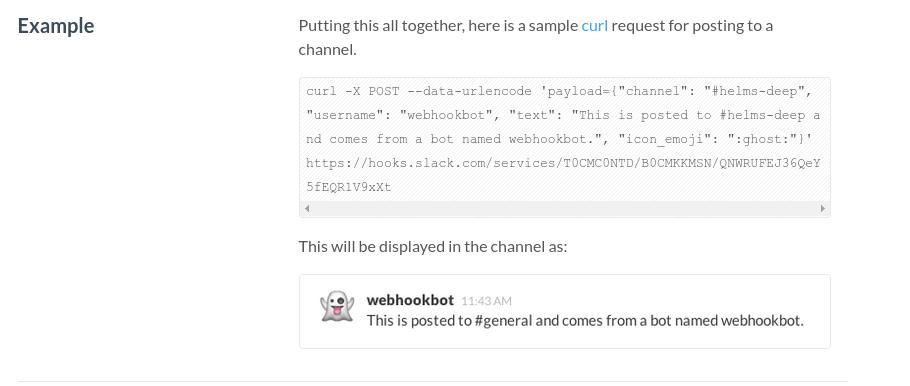 Example
Putting this all together, here is a sample curl request for posting to a
channel.
curl -X POST --data-urlencode 'payload={"channel": "#helms-deep",
"username": "webhookbot", "text": "This is posted to #helms-deep a
nd comes from a bot named webhookbot.", "icon_emoji": ":ghost:"}'
https://hooks.slack.com/services/T0CMC0NTD/B0CMKKMSN/QNWRUFEJ36QeY
5fEQR1V9xXt
This will be displayed in the channel as:
webhookbot 11:43 AM
This is posted to #general and comes from a bot named webhookbot.